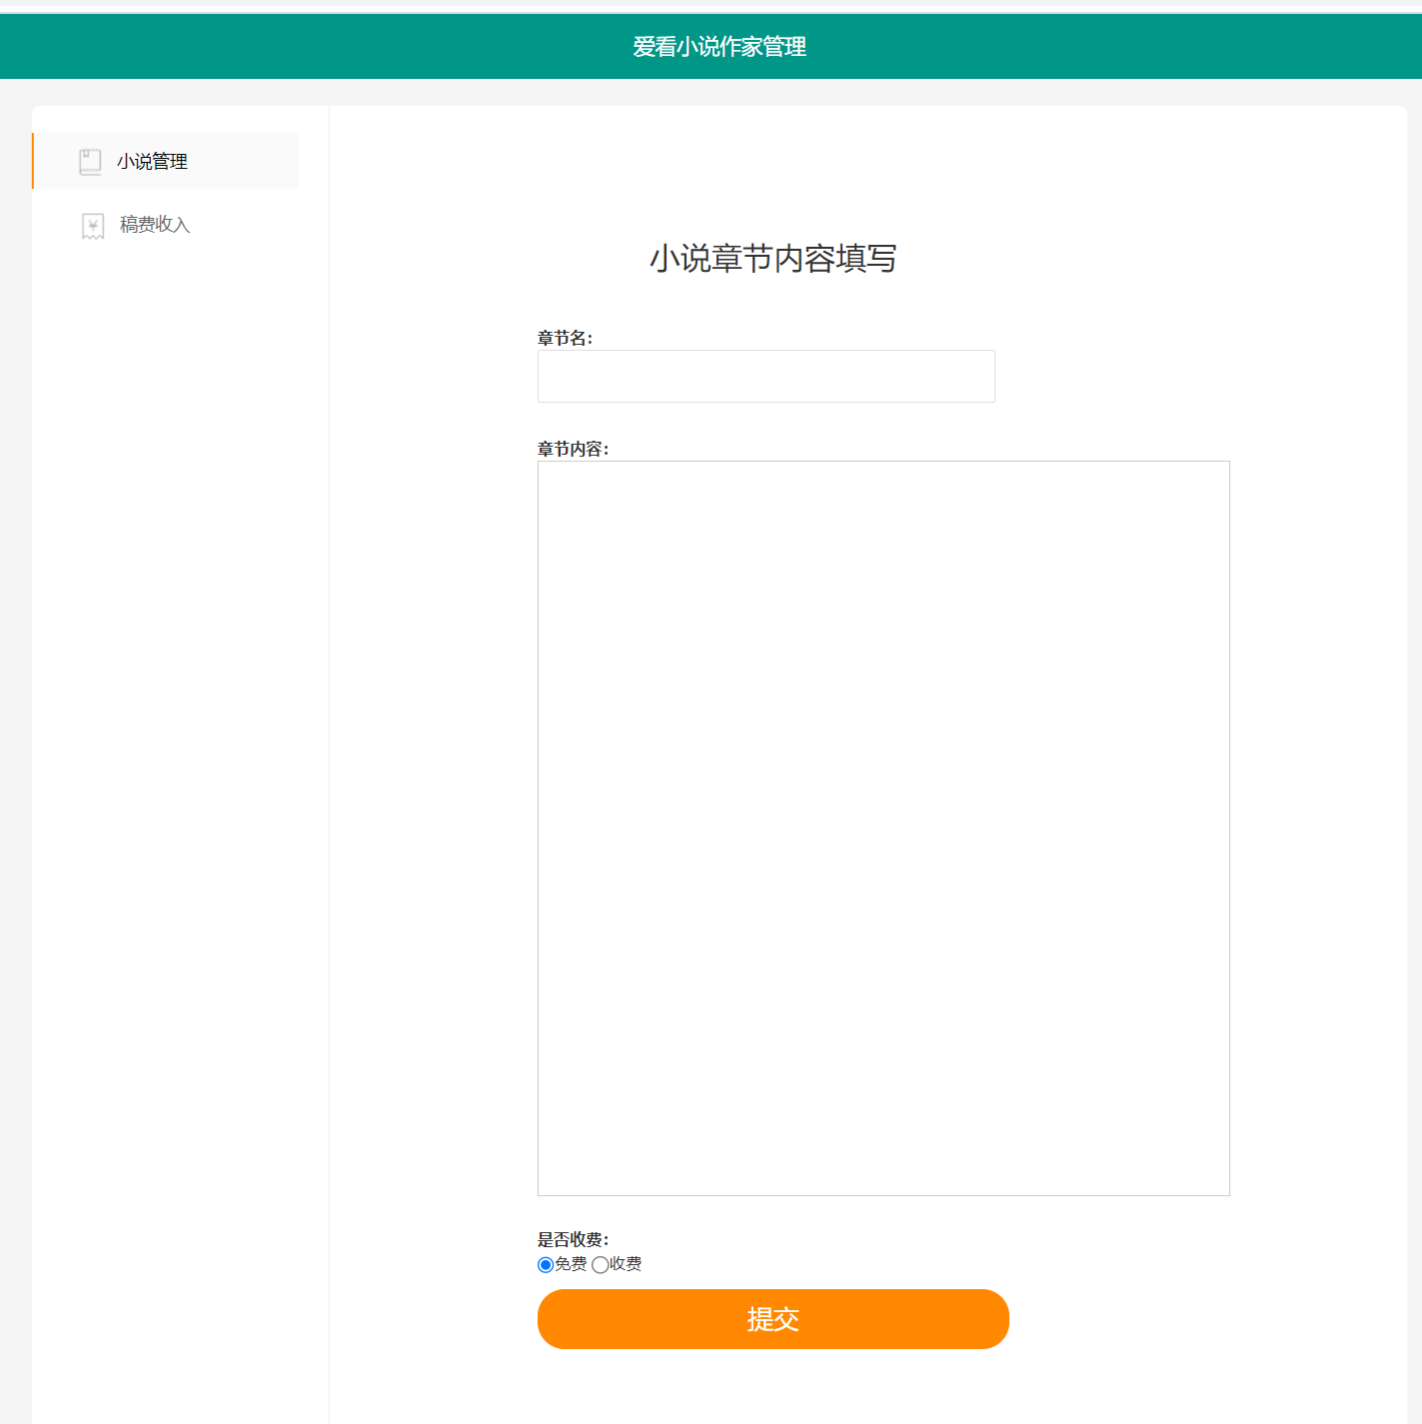 爱看小说作家管理
小说管理
稿费收入
小说章节内容填写
章节名：
章节内容：
是否收费：
免费 收费
提交